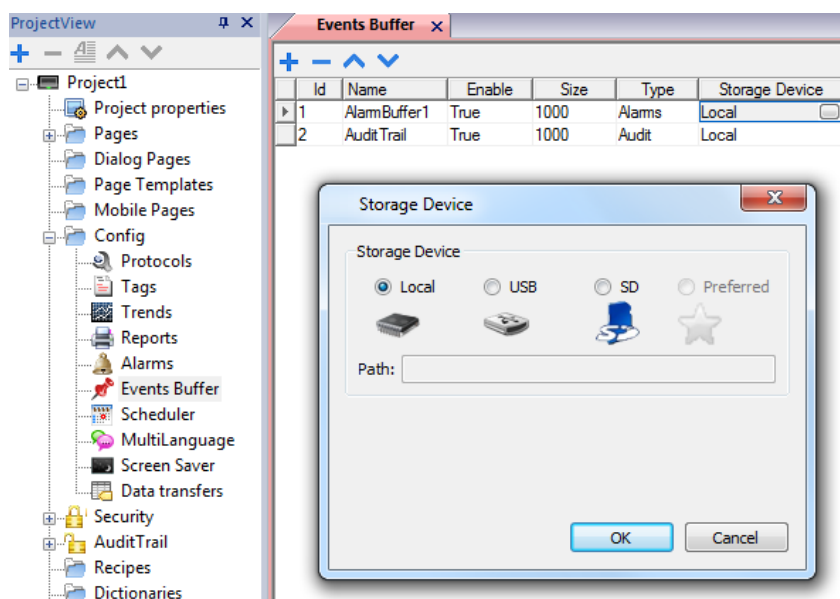 ProjectView
Project1
Project properties
Pages
Dialog Pages
Page Templates
Mobile Pages
Config
Protocols
Tags
Trends
Reports
Alarms
Events Buffer
Scheduler
MultiLanguage
Screen Saver
Data transfers
Security
AuditTrail
Recipes
Dictionaries
Events Buffer
Id Name Enable Size Type Storage Device
1 AlarmBuffer1 True 1000 Alarms Local
2 AuditTrail True 1000 Audit Local
Storage Device
Storage Device
Local USB SD Preferred
Path:
OK Cancel